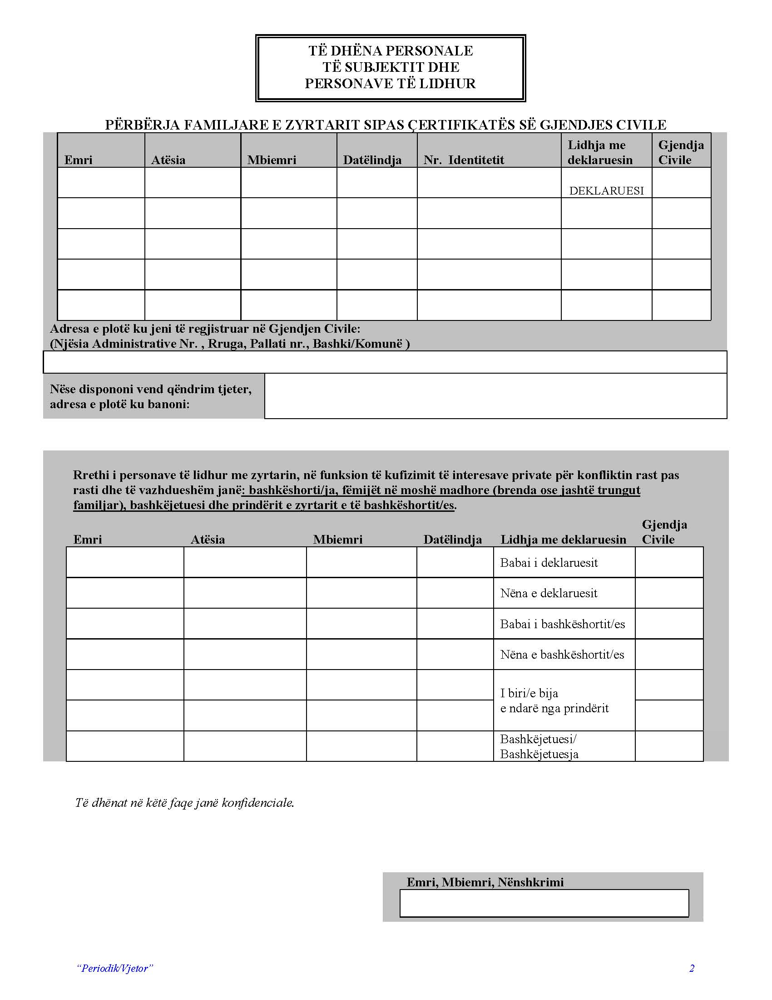 TË DHËNA PERSONALE
TË SUBJEKTIT DHE
PERSONAVE TË LIDHUR
PËRBËRJA FAMILJARE E ZYRTARIT SIPAS ÇERTIFIKATËS SË GJENDJES CIVILE
Emri Atësia Mbiemri Datëlindja Nr. Identitetit Lidhja me deklaruesin Gjendja Civile
DEKLARUESI
Adresa e plotë ku jeni të regjistruar në Gjendjen Civile:
(Njësia Administrative Nr. , Rruga, Pallati nr., Bashki/Komunë )
Nëse dispononi vend qëndrim tjeter,
adresa e plotë ku banoni:
Rrethi i personave të lidhur me zyrtarin, në funksion të kufizimit të interesave private për konfliktin rast pas
rasti dhe të vazhdueshëm janë: bashkëshorti/ja, fëmijët në moshë madhore (brenda ose jashtë trungut
familjar), bashkëjetuesi dhe prindërit e zyrtarit e të bashkëshortit/es.
Emri Atësia Mbiemri Datëlindja Lidhja me deklaruesin Gjendja Civile
Babai i deklaruesit
Nëna e deklaruesit
Babai i bashkëshortit/es
Nëna e bashkëshortit/es
I biri/e bija
e ndarë nga prindërit
Bashkëjetuesi/
Bashkëjetuesja
Të dhënat në këtë faqe janë konfidenciale.
Emri, Mbiemri, Nënshkrimi
“Periodik/Vjetor” 2